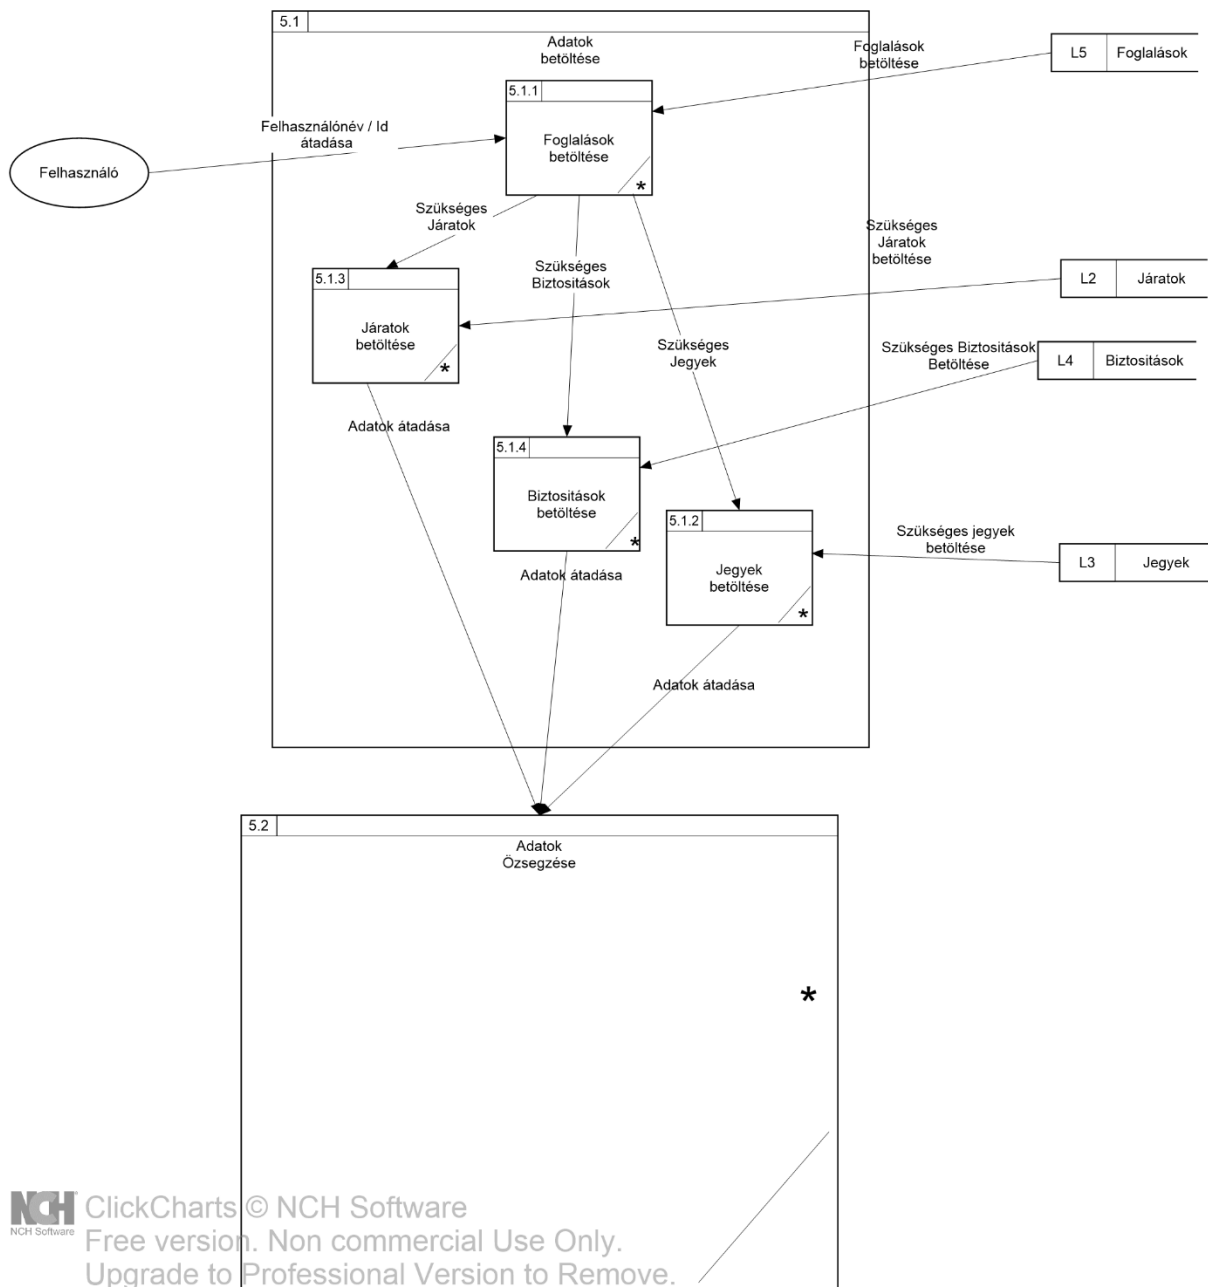 5.1
Adatok
betöltése
Foglalások
betöltése
L5
Foglalások
5.1.1
Foglalások
betöltése
*
Felhasználónév / Id
átadása
Felhasználó
Szükséges
Járatok
Szükséges
Biztositások
Szükséges
Jegyek
Szükséges
Járatok
betöltése
L2
Járatok
5.1.3
Járatok
betöltése
*
Szükséges Biztositások
Betöltése
L4
Biztositások
Adatok átadása
5.1.4
Biztositások
betöltése
*
Adatok átadása
5.1.2
Jegyek
betöltése
*
Szükséges jegyek
betöltése
L3
Jegyek
Adatok átadása
5.2
Adatok
Özsegzése
*
NCH
NCH Software
ClickCharts © NCH Software
Free version. Non commercial Use Only.
Upgrade to Professional Version to Remove.